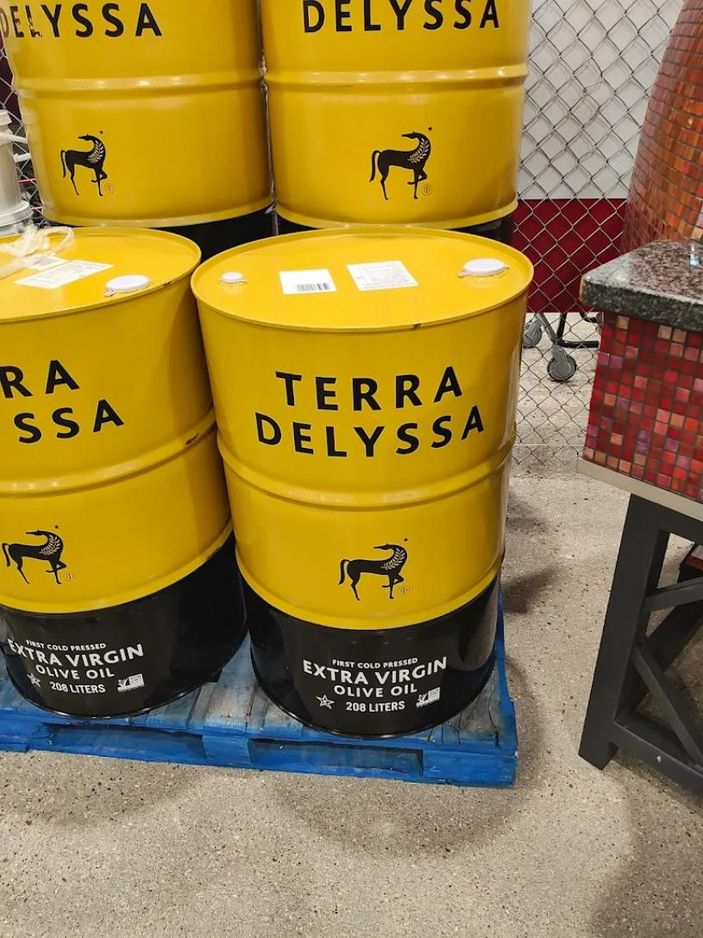 DELYSSA
DELYSSA
RA
SSA
TERRA
DELYSSA
FIRST COLD PRESSED
EXTRA VIRGIN
OLIVE OIL
208 LITERS
FIRST COLD PRESSED
EXTRA VIRGIN
OLIVE OIL
208 LITERS